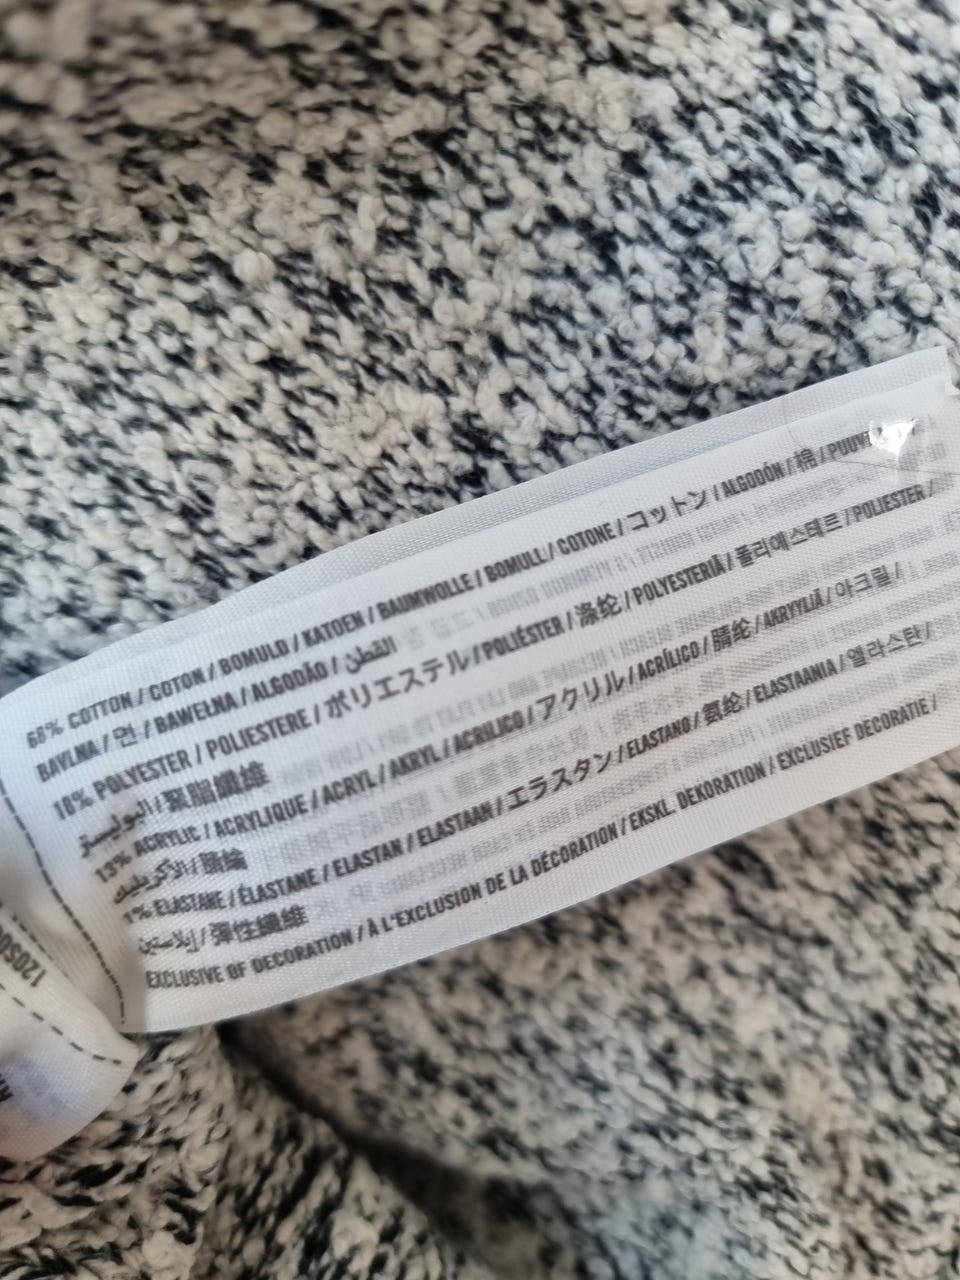 68% COTTON / COTON / BOMULD / KATOEN / BAUMWOLLE / BOMULL / COTONE / コットン / ALGODÓN / 棉 / PUUV
BAVLNA / 면 / BAWEŁNA / ALGODÃO / القطن
18% POLYESTER / POLIESTERE / ポリエステル / POLIÉSTER / 涤纶 / POLYESTERIÄ / 폴리에스테르 / POLIESTER /
البوليستر / 聚脂纖維
13% ACRYLIC / ACRYLIQUE / ACRYL / AKRYL / ACRILICO / アクリル / ACRÍLICO / 腈纶 / AKRYYLIÄ / 아크릴 /
الأكريليك / 腈綸
1% ELASTANE / ÉLASTANE / ELASTAN / ELASTAAN / エラスタン / ELASTANO / 氨纶 / ELASTAANIA / 엘라스탄 /
إيلاستين / 彈性纖維
EXCLUSIVE OF DECORATION / À L'EXCLUSION DE LA DÉCORATION / EKSKL. DEKORATION / EXCLUSIEF DECORATIE /